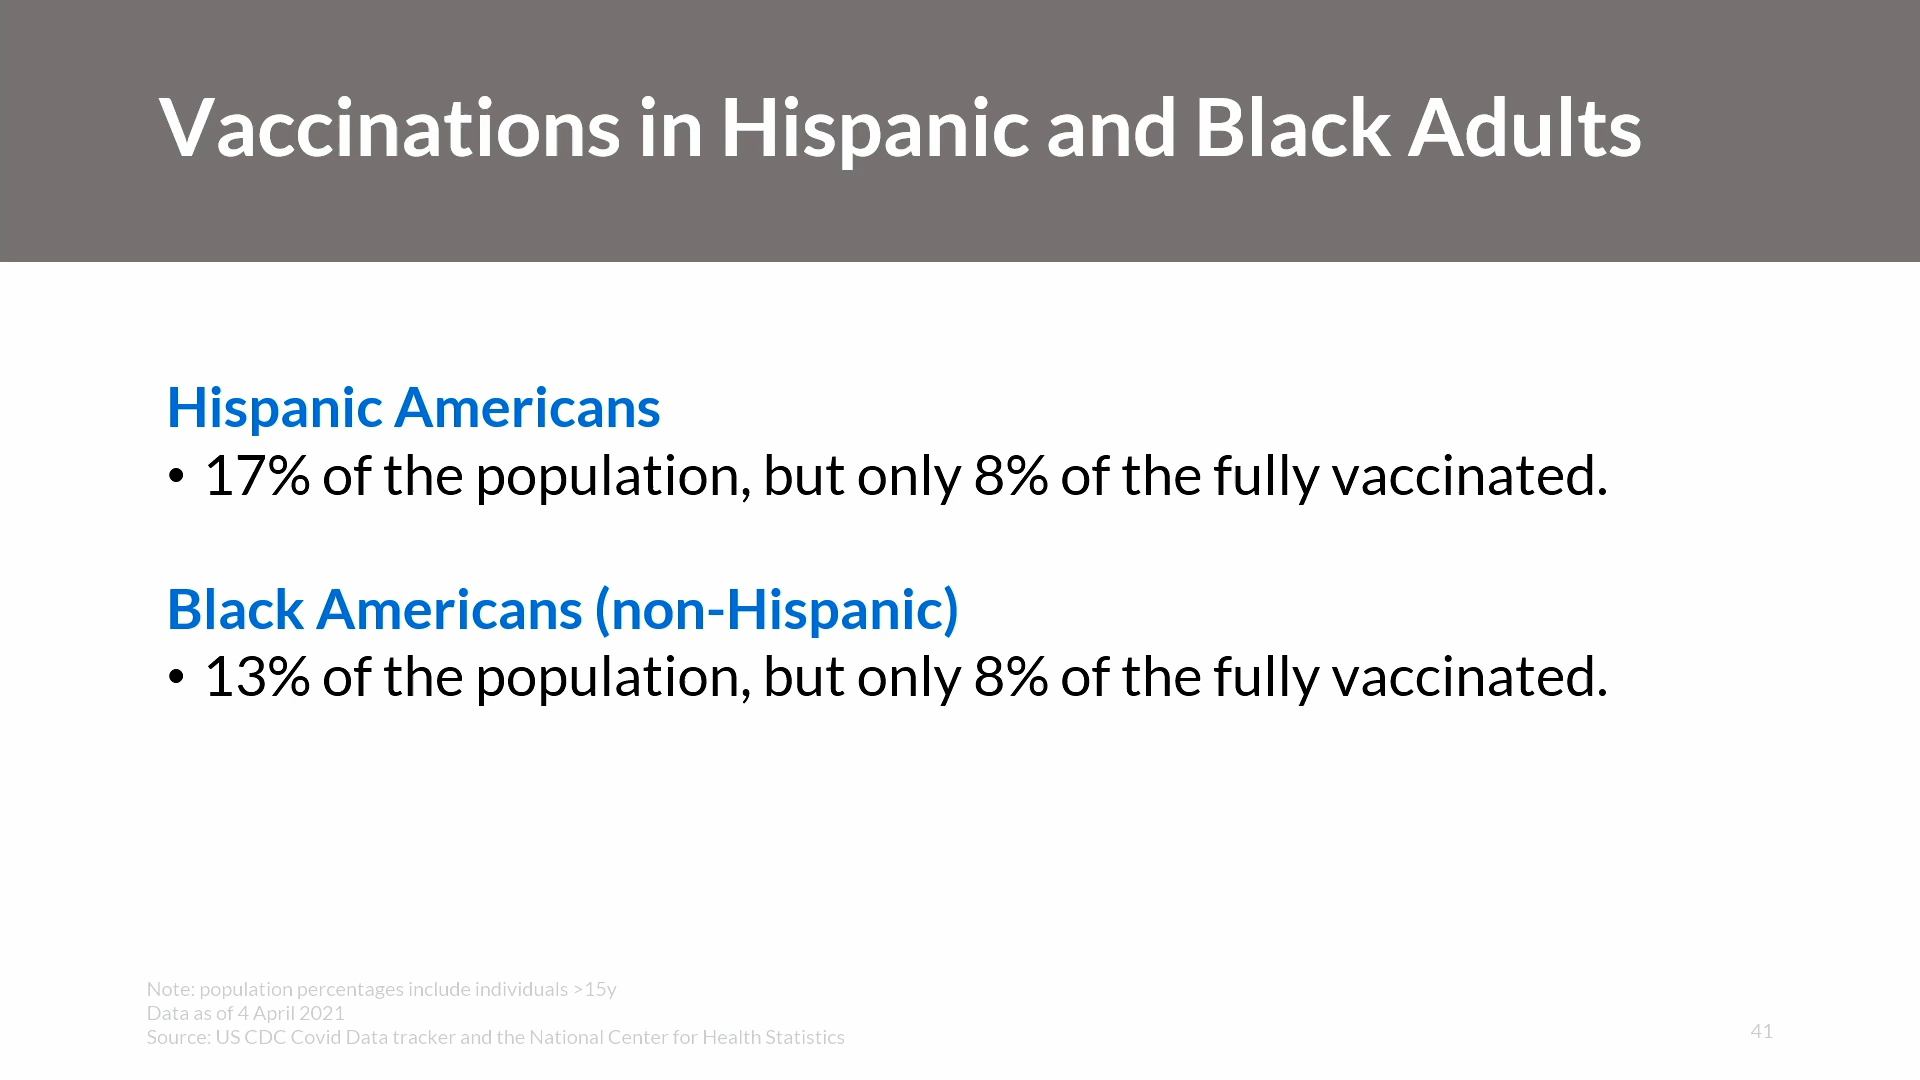 Vaccinations in Hispanic and Black Adults
Hispanic Americans
• 17% of the population, but only 8% of the fully vaccinated.
Black Americans (non-Hispanic)
• 13% of the population, but only 8% of the fully vaccinated.
Note: population percentages include individuals >15y
Data as of 4 April 2021
Source: US CDC Covid Data tracker and the National Center for Health Statistics
41